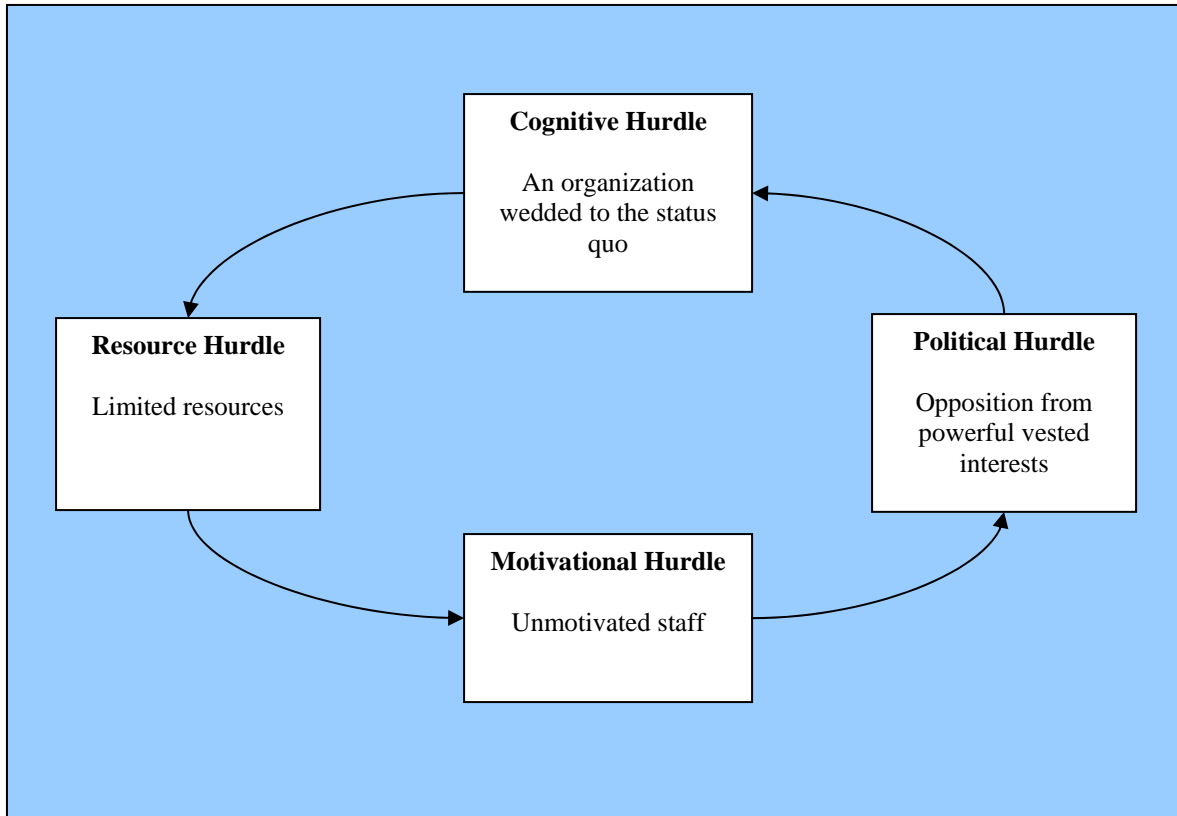 Cognitive Hurdle
An organization
wedded to the status
quo
Resource Hurdle
Limited resources
Political Hurdle
Opposition from
powerful vested
interests
Motivational Hurdle
Unmotivated staff